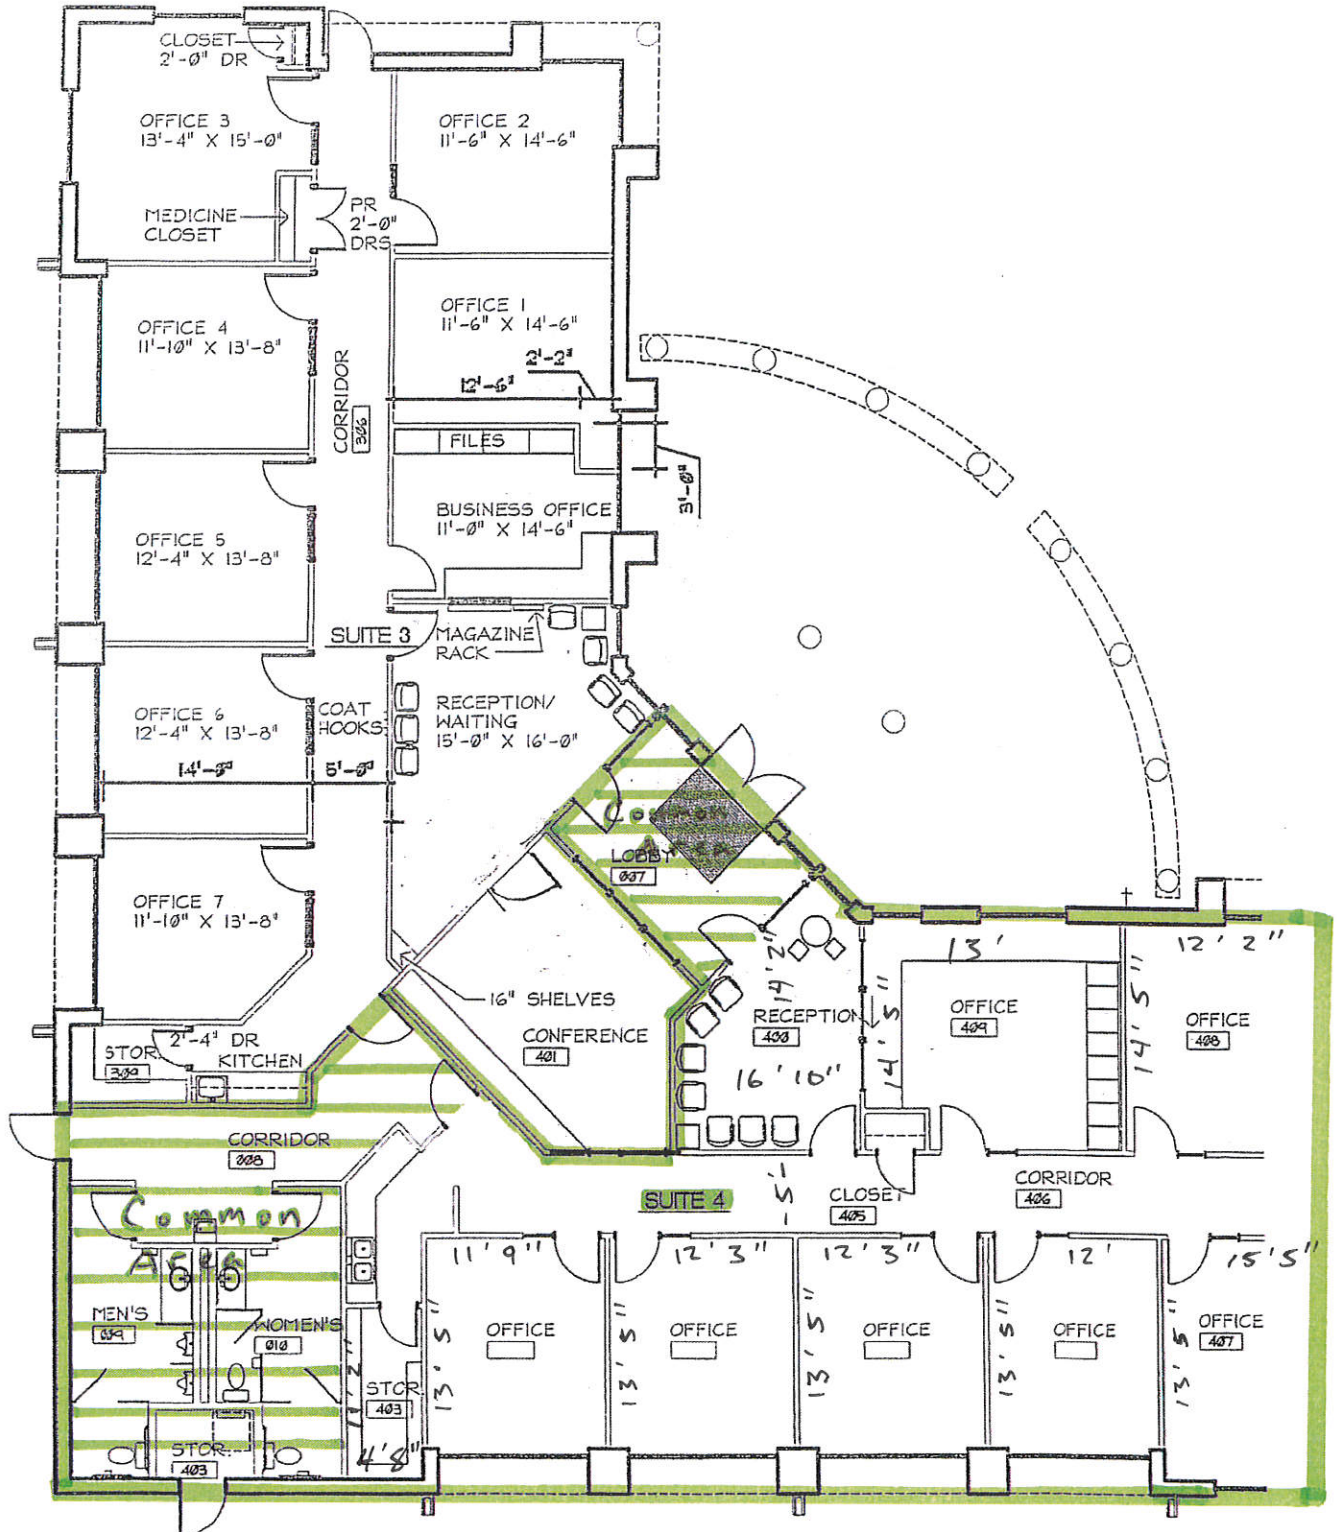 CLOSET
2'-0" DR
OFFICE 3
13'-4" X 15'-0"
OFFICE 2
11'-6" X 14'-6"
MEDICINE
CLOSET
PR
2'-0"
DRS
OFFICE 4
11'-10" X 13'-8"
OFFICE 1
11'-6" X 14'-6"
2'-2"
12'-6"
CORRIDOR
306
FILES
3'-0"
BUSINESS OFFICE
11'-0" X 14'-6"
OFFICE 5
12'-4" X 13'-8"
SUITE 3
MAGAZINE
RACK
OFFICE 6
12'-4" X 13'-8"
COAT
HOOKS
RECEPTION/
WAITING
15'-0" X 16'-0"
14'-8"
5'-0"
Common
Area
LOBBY
007
OFFICE 7
11'-10" X 13'-8"
16" SHELVES
CONFERENCE
401
14'2"
RECEPTION
400
16'10"
14'5"
13'
OFFICE
409
14'5"
12'2"
OFFICE
408
STOR.
309
2'-4" DR
KITCHEN
CORRIDOR
008
Common
Area
SUITE 4
5'
CLOSET
405
CORRIDOR
406
11'9"
12'3"
12'3"
12'
15'5"
MEN'S
009
WOMEN'S
010
11'2"
STOR.
403
4'8"
13'5"
OFFICE
13'5"
OFFICE
13'5"
OFFICE
13'5"
OFFICE
13'5"
OFFICE
407
STOR.
403